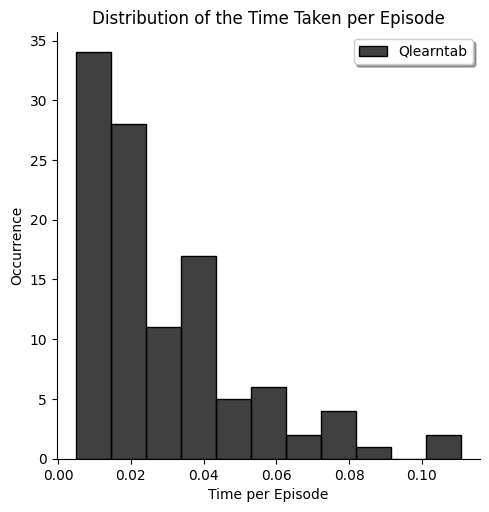 Distribution of the Time Taken per Episode
Qlearntab
35
30
25
20
15
10
5
0
Occurrence
0.00 0.02 0.04 0.06 0.08 0.10
Time per Episode